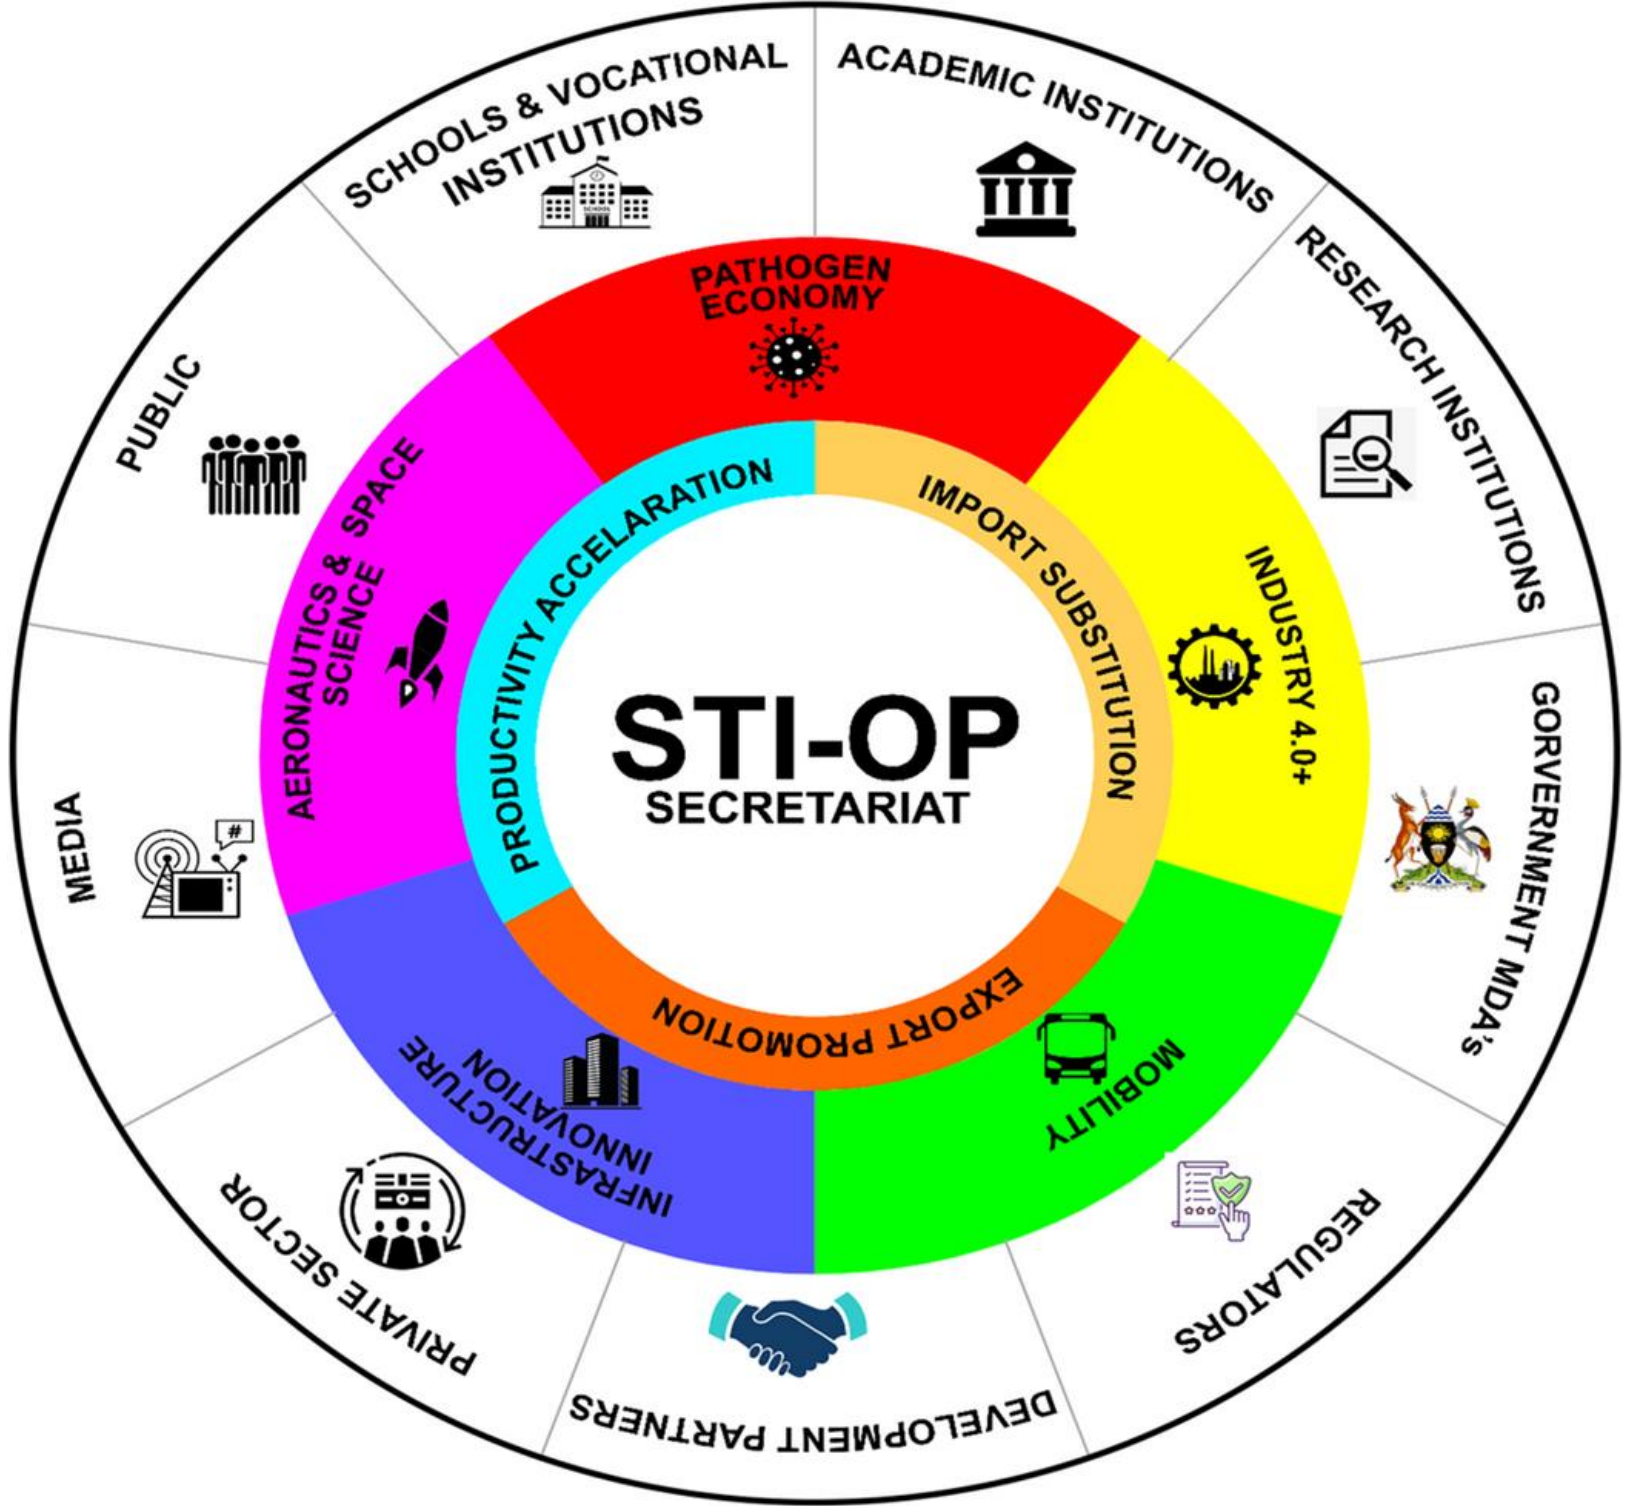 SCHOOLS & VOCATIONAL
INSTITUTIONS
SCHOOL
ACADEMIC INSTITUTIONS
RESEARCH INSTITUTIONS
GORVERNMENT MDA's
REGULATORS
DEVELOPMENT PARTNERS
PRIVATE SECTOR
MEDIA
#
PUBLIC
PATHOGEN
ECONOMY
INDUSTRY 4.0+
MOBILITY
INFRASTRUCTURE
INNOVATION
AERONAUTICS & SPACE
SCIENCE
PRODUCTIVITY ACCELARATION
IMPORT SUBSTITUTION
EXPORT PROMOTION
STI-OP
SECRETARIAT